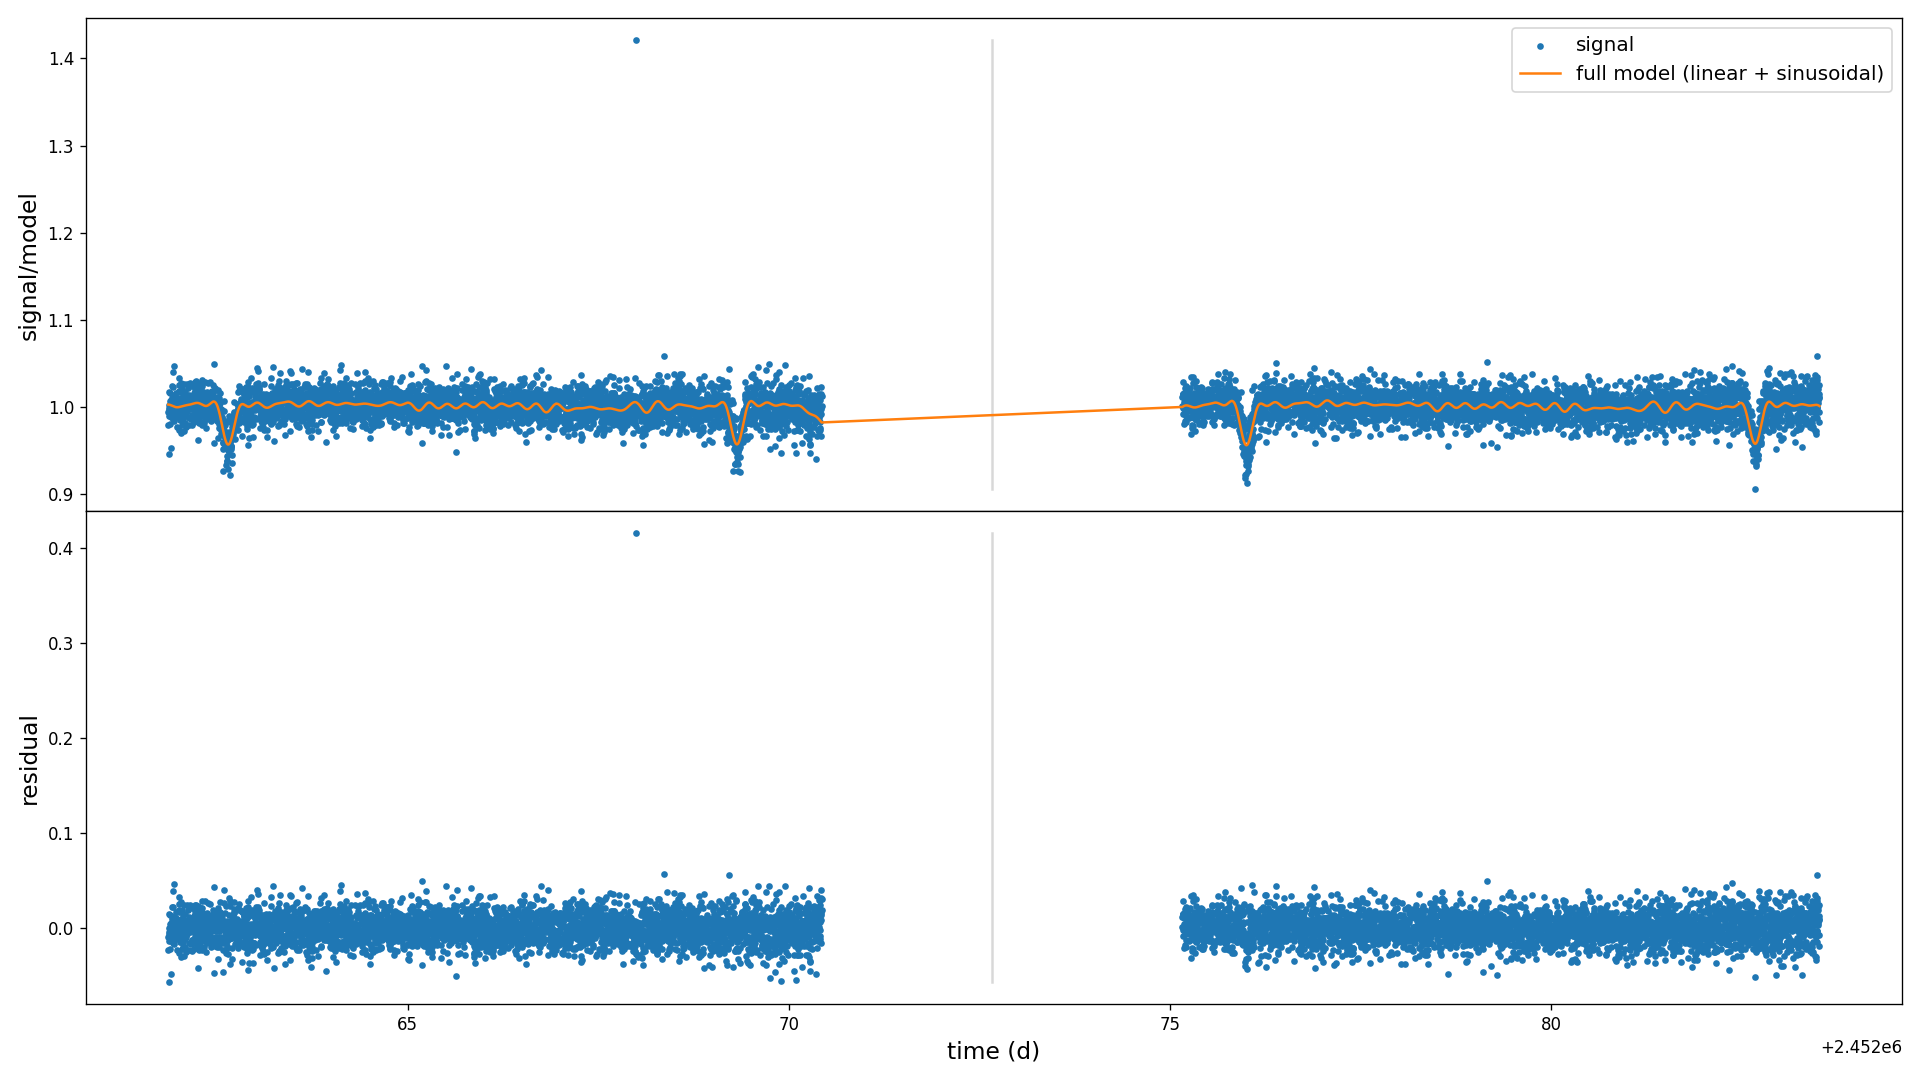 signal
full model (linear + sinusoidal)
signal/model
1.4
1.3
1.2
1.1
1.0
0.9
residual
0.4
0.3
0.2
0.1
0.0
65
70
75
80
time (d)
+2.452e6